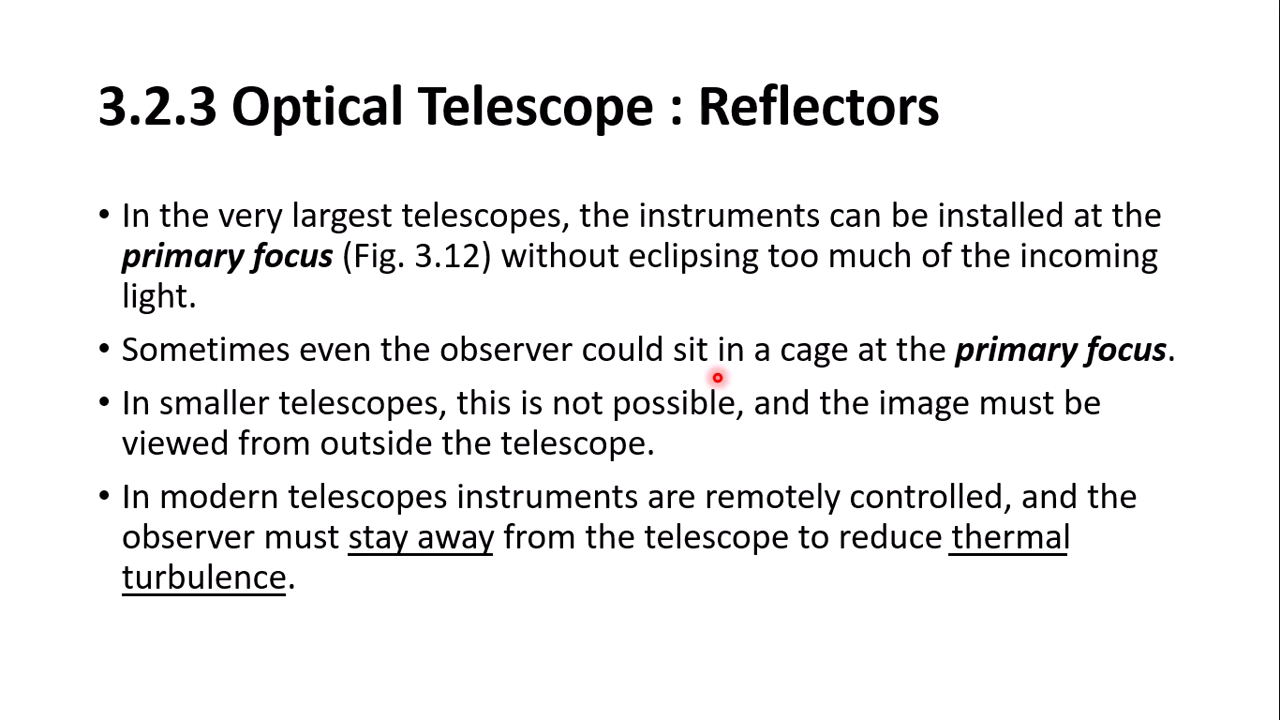 3.2.3 Optical Telescope : Reflectors
• In the very largest telescopes, the instruments can be installed at the
primary focus (Fig. 3.12) without eclipsing too much of the incoming
light.
• Sometimes even the observer could sit in a cage at the primary focus.
• In smaller telescopes, this is not possible, and the image must be
viewed from outside the telescope.
• In modern telescopes instruments are remotely controlled, and the
observer must stay away from the telescope to reduce thermal
turbulence.